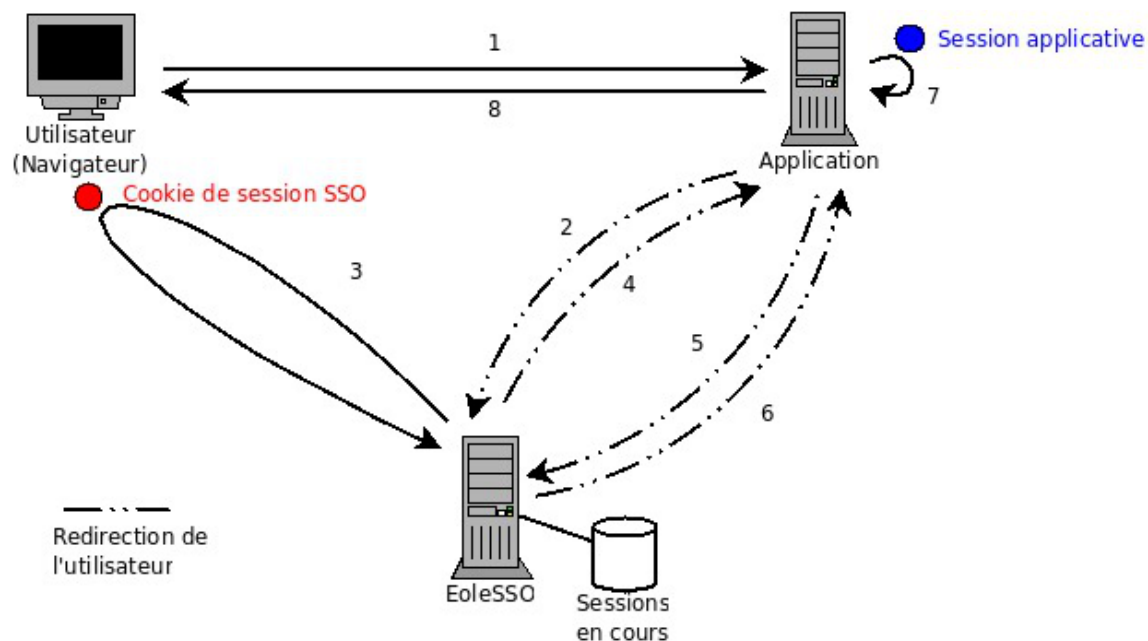 1
Session applicative
7
8
Utilisateur
(Navigateur)
Application
Cookie de session SSO
2
3
4
5
6
Redirection de
l'utilisateur
EoleSSO
Sessions
en cours